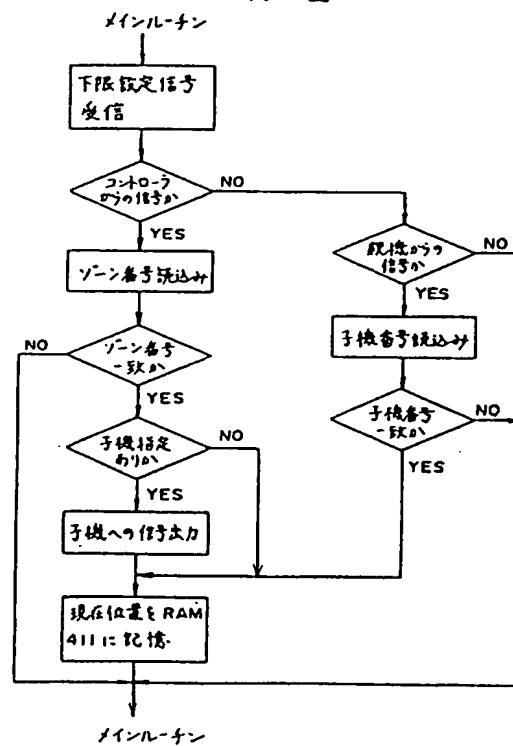 メインルーチン
下限設定信号
受信
コントローラ
からの信号か
NO
YES
ゾーン番号読込み
ゾーン番号
一致か
NO
YES
子機指定
ありか
NO
YES
子機への信号出力
親機からの
信号か
NO
YES
子機番号読込み
子機番号
一致か
NO
YES
現在位置をRAM
411に記憶
メインルーチン